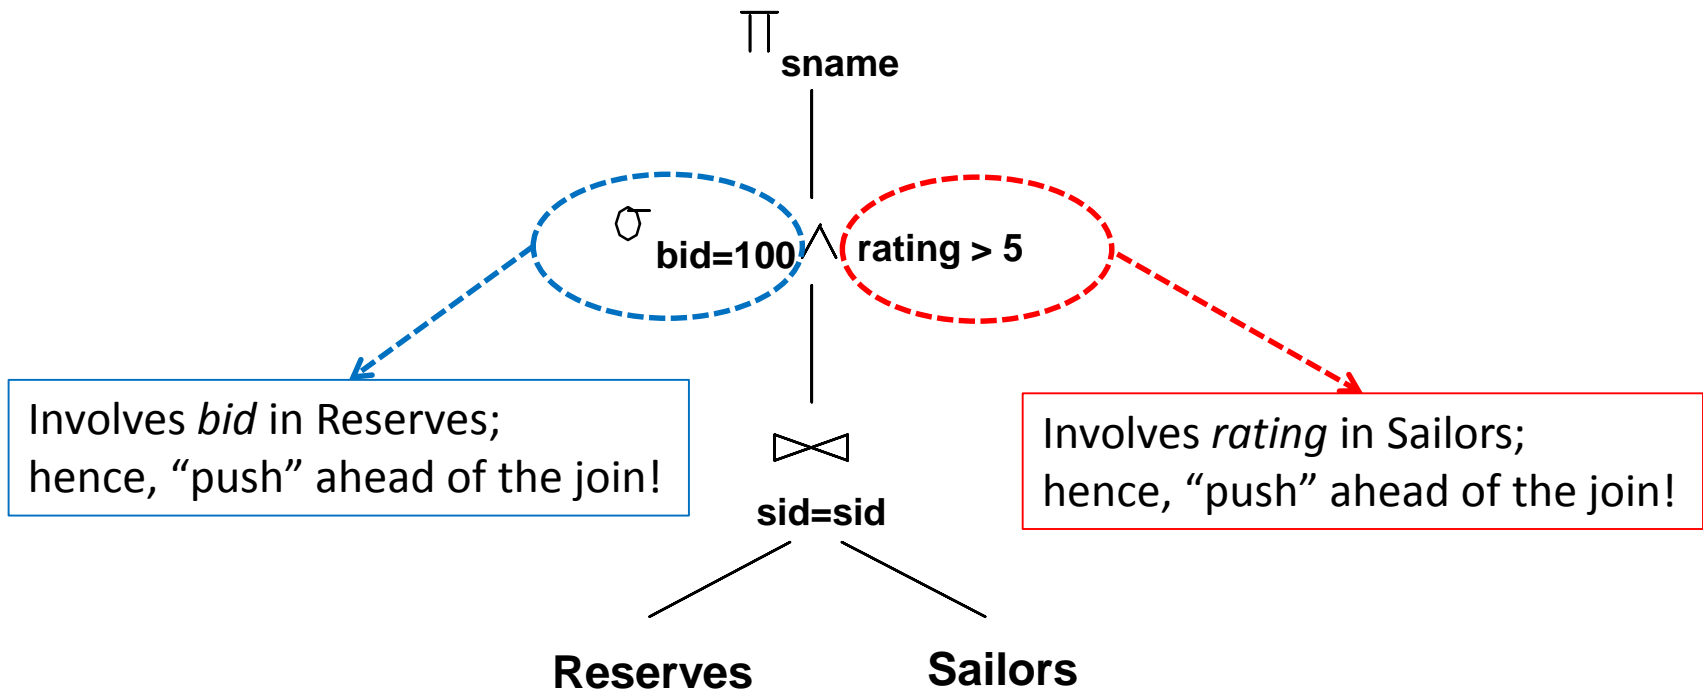 π sname
σ bid=100 ∧ rating > 5
Involves bid in Reserves;
hence, “push” ahead of the join!
Involves rating in Sailors;
hence, “push” ahead of the join!
⋈
sid=sid
Reserves
Sailors